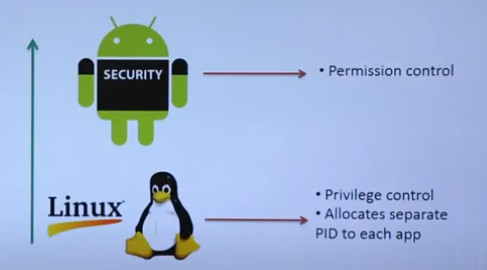 SECURITY
• Permission control
Linux
• Privilege control
• Allocates separate
PID to each app